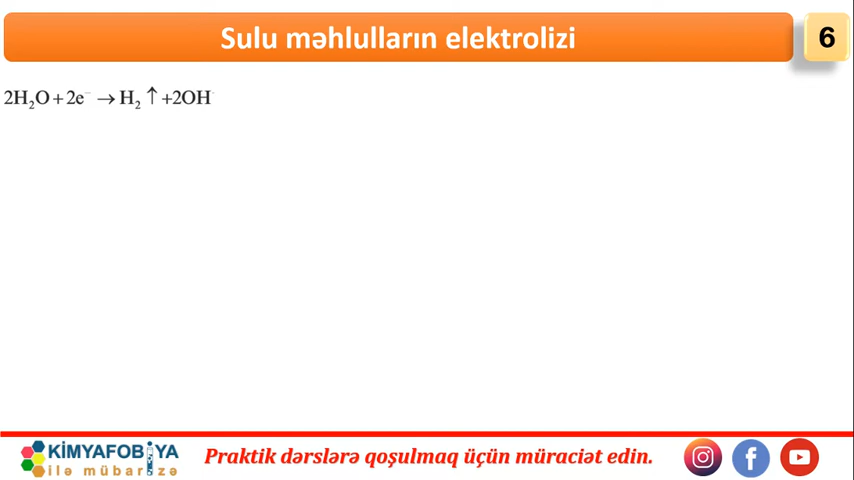 Sulu məhlulların elektrolizi
6
2H₂O + 2e⁻ → H₂ ↑ +2OH⁻
KİMYAFOBİYA
ilə mübarizə
Praktik dərslərə qoşulmaq üçün müraciət edin.